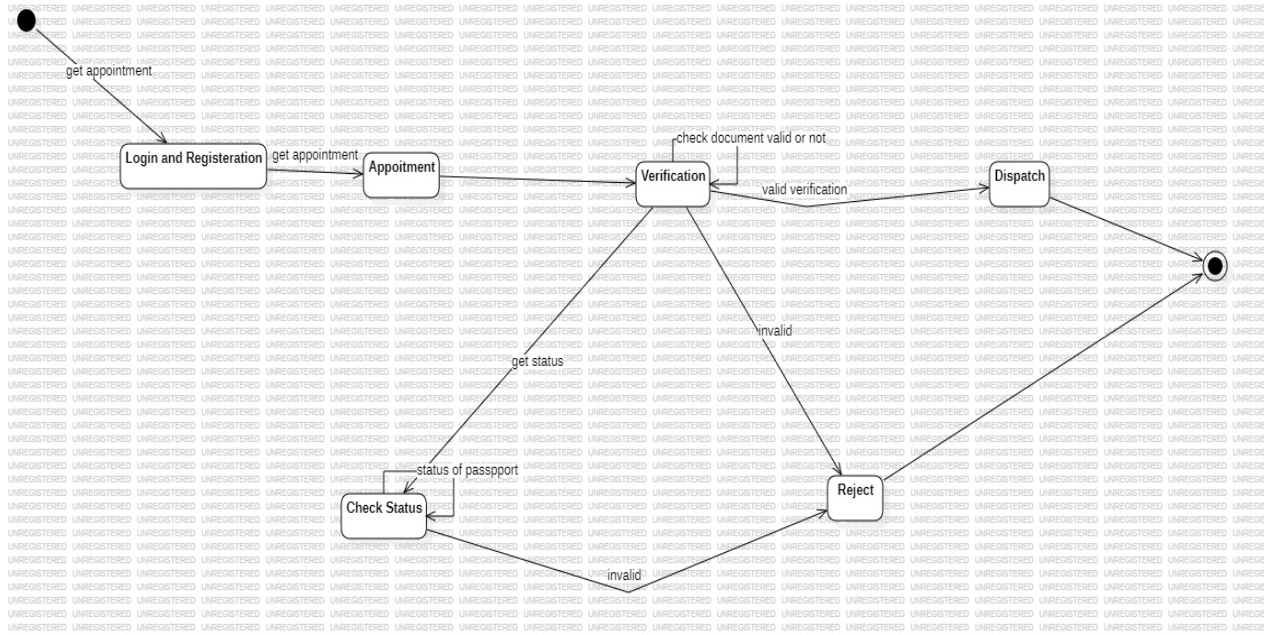 get appointment
Login and Registeration
get appointment
Appoitment
check document valid or not
Verification
valid verification
Dispatch
invalid
get status
status of passpport
Check Status
Reject
invalid
UNREGISTERED